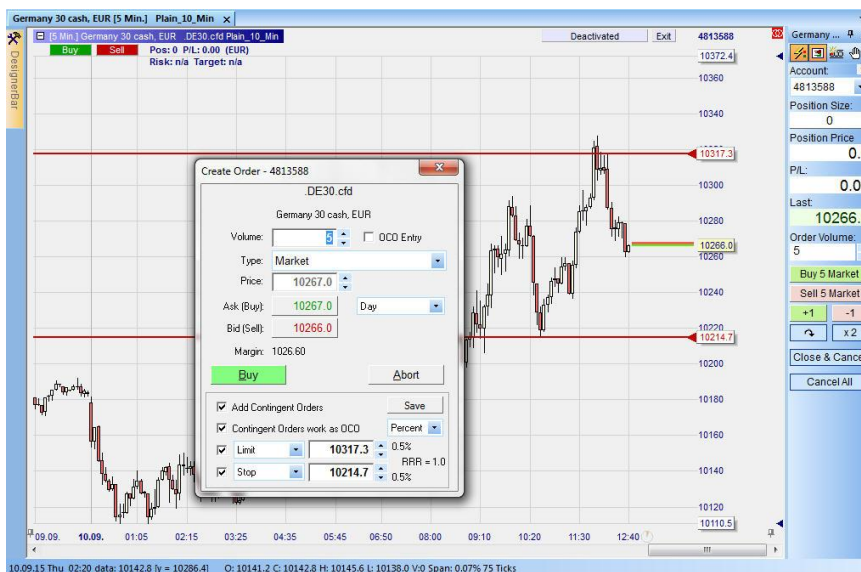 Germany 30 cash, EUR [5 Min.] Plain_10_Min x
DesignerBar
[5 Min.] Germany 30 cash, EUR .DE30.cfd Plain_10_Min
Deactivated Exit 4813588
Buy Sell Pos: 0 P/L: 0.00 (EUR)
Risk: n/a Target: n/a
10372.4
10360
10340
10317.3
10300
10280
10266.0
10260
10240
10220
10214.7
10200
10180
10160
10140
10120
10110.5
Create Order - 4813588
.DE30.cfd
Germany 30 cash, EUR
Volume: 5 OCO Entry
Type: Market
Price: 10267.0
Ask (Buy): 10267.0 Day
Bid (Sell): 10266.0
Margin: 1026.60
Buy Abort
Add Contingent Orders Save
Contingent Orders work as OCO Percent
Limit 10317.3 0.5%
RRR = 1.0
Stop 10214.7 0.5%
09.09. 10.09. 01:05 02:15 03:25 04:35 05:45 06:50 08:00 09:10 10:20 11:30 12:40
10.09.15 Thu 02:20 data: 10142.8 [y = 10286.4] O: 10141.2 C: 10142.8 H: 10145.6 L: 10138.0 V:0 Span: 0.07% 75 Ticks
Germany ...
Account:
4813588
Position Size:
0
Position Price
0.
P/L:
0.0
Last:
10266.
Order Volume:
5
Buy 5 Market
Sell 5 Market
+1 -1
x 2
Close & Cance
Cancel All